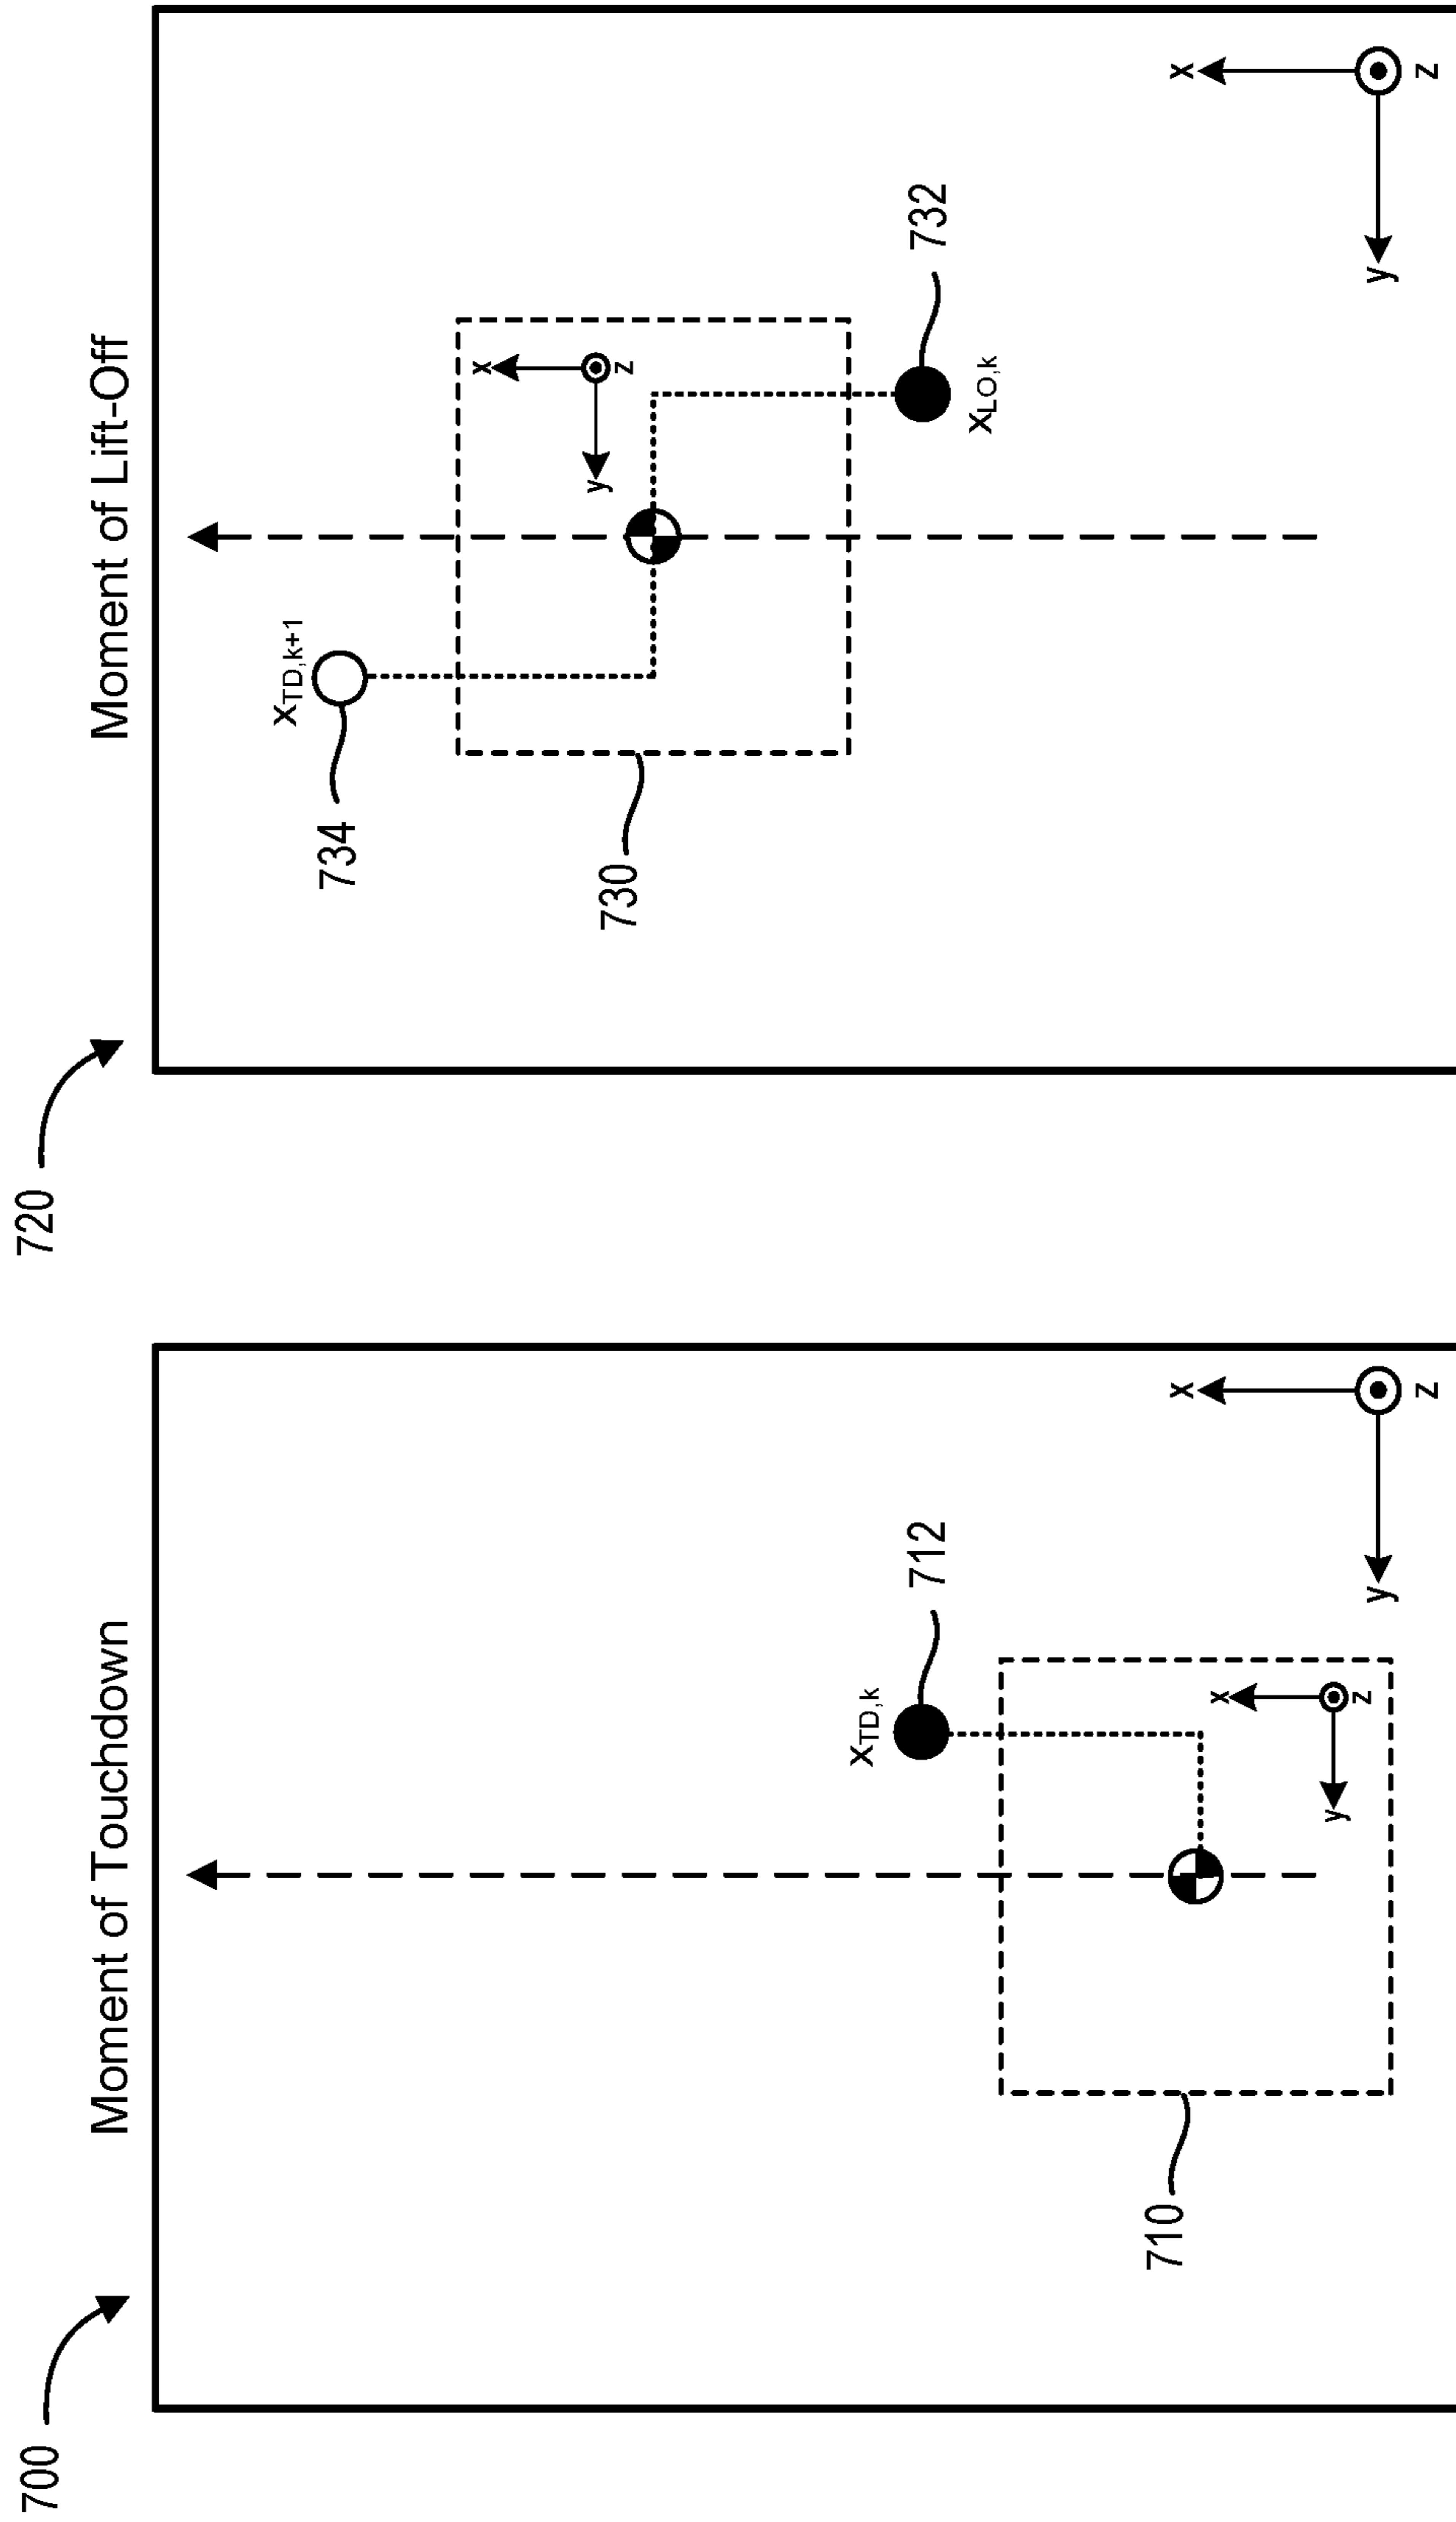 700
Moment of Touchdown
x_TD,k
712
710
x
y
z
x
y
z
720
Moment of Lift-Off
x_TD,k+1
734
730
x
y
z
732
x_LO,k
x
y
z